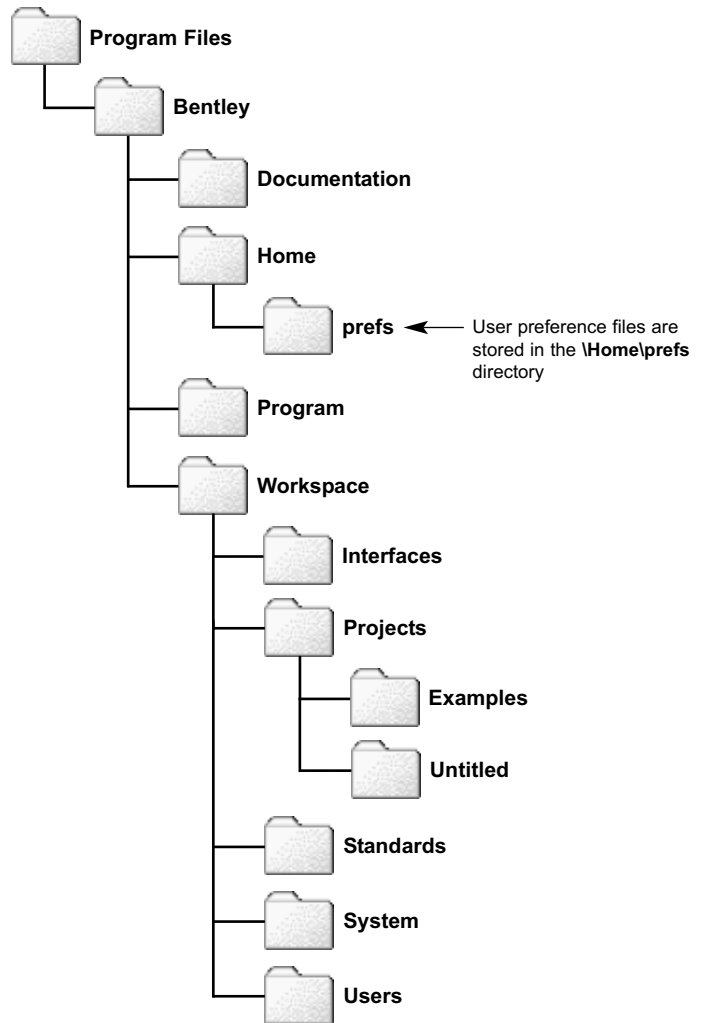 Program Files
Bentley
Documentation
Home
prefs
User preference files are
stored in the \Home\prefs
directory
Program
Workspace
Interfaces
Projects
Examples
Untitled
Standards
System
Users